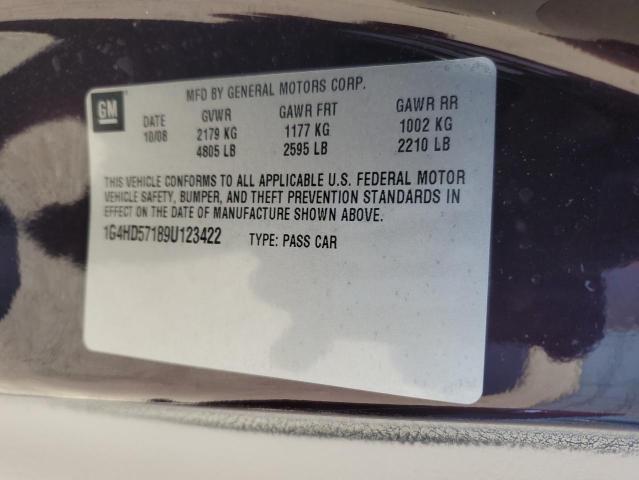 MFD BY GENERAL MOTORS CORP.
GM DATE GVWR GAWR FRT GAWR RR
10/08 2179 KG 1177 KG 1002 KG
4805 LB 2595 LB 2210 LB
THIS VEHICLE CONFORMS TO ALL APPLICABLE U.S. FEDERAL MOTOR
VEHICLE SAFETY, BUMPER, AND THEFT PREVENTION STANDARDS IN
EFFECT ON THE DATE OF MANUFACTURE SHOWN ABOVE.
1G4HD57189U123422 TYPE: PASS CAR